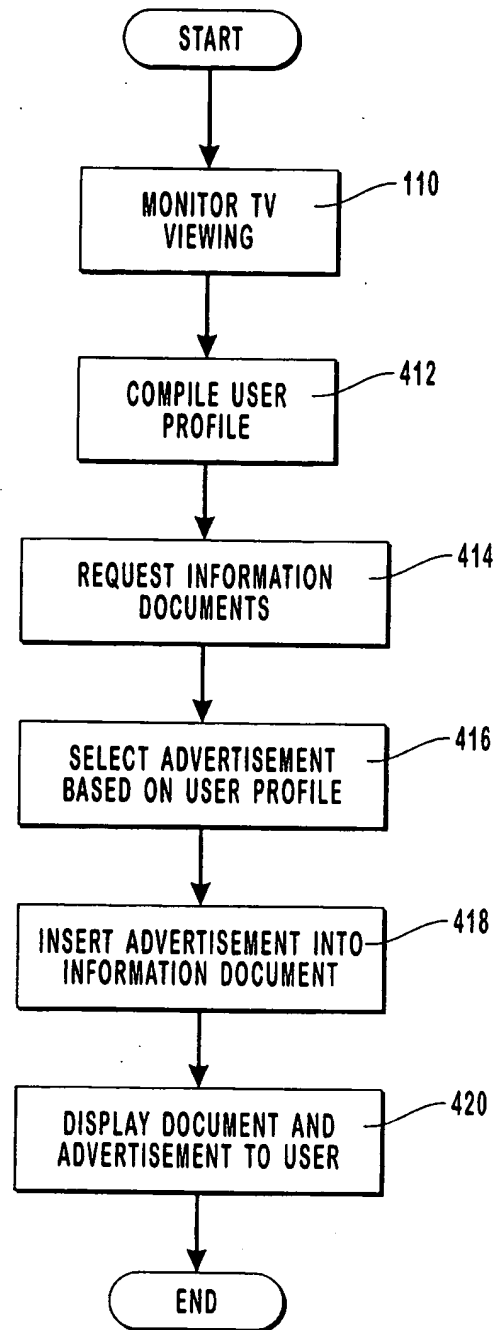 START
110
MONITOR TV
VIEWING
412
COMPILE USER
PROFILE
414
REQUEST INFORMATION
DOCUMENTS
416
SELECT ADVERTISEMENT
BASED ON USER PROFILE
418
INSERT ADVERTISEMENT INTO
INFORMATION DOCUMENT
420
DISPLAY DOCUMENT AND
ADVERTISEMENT TO USER
END